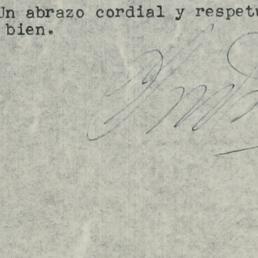 Un abrazo cordial y respetu
bien.